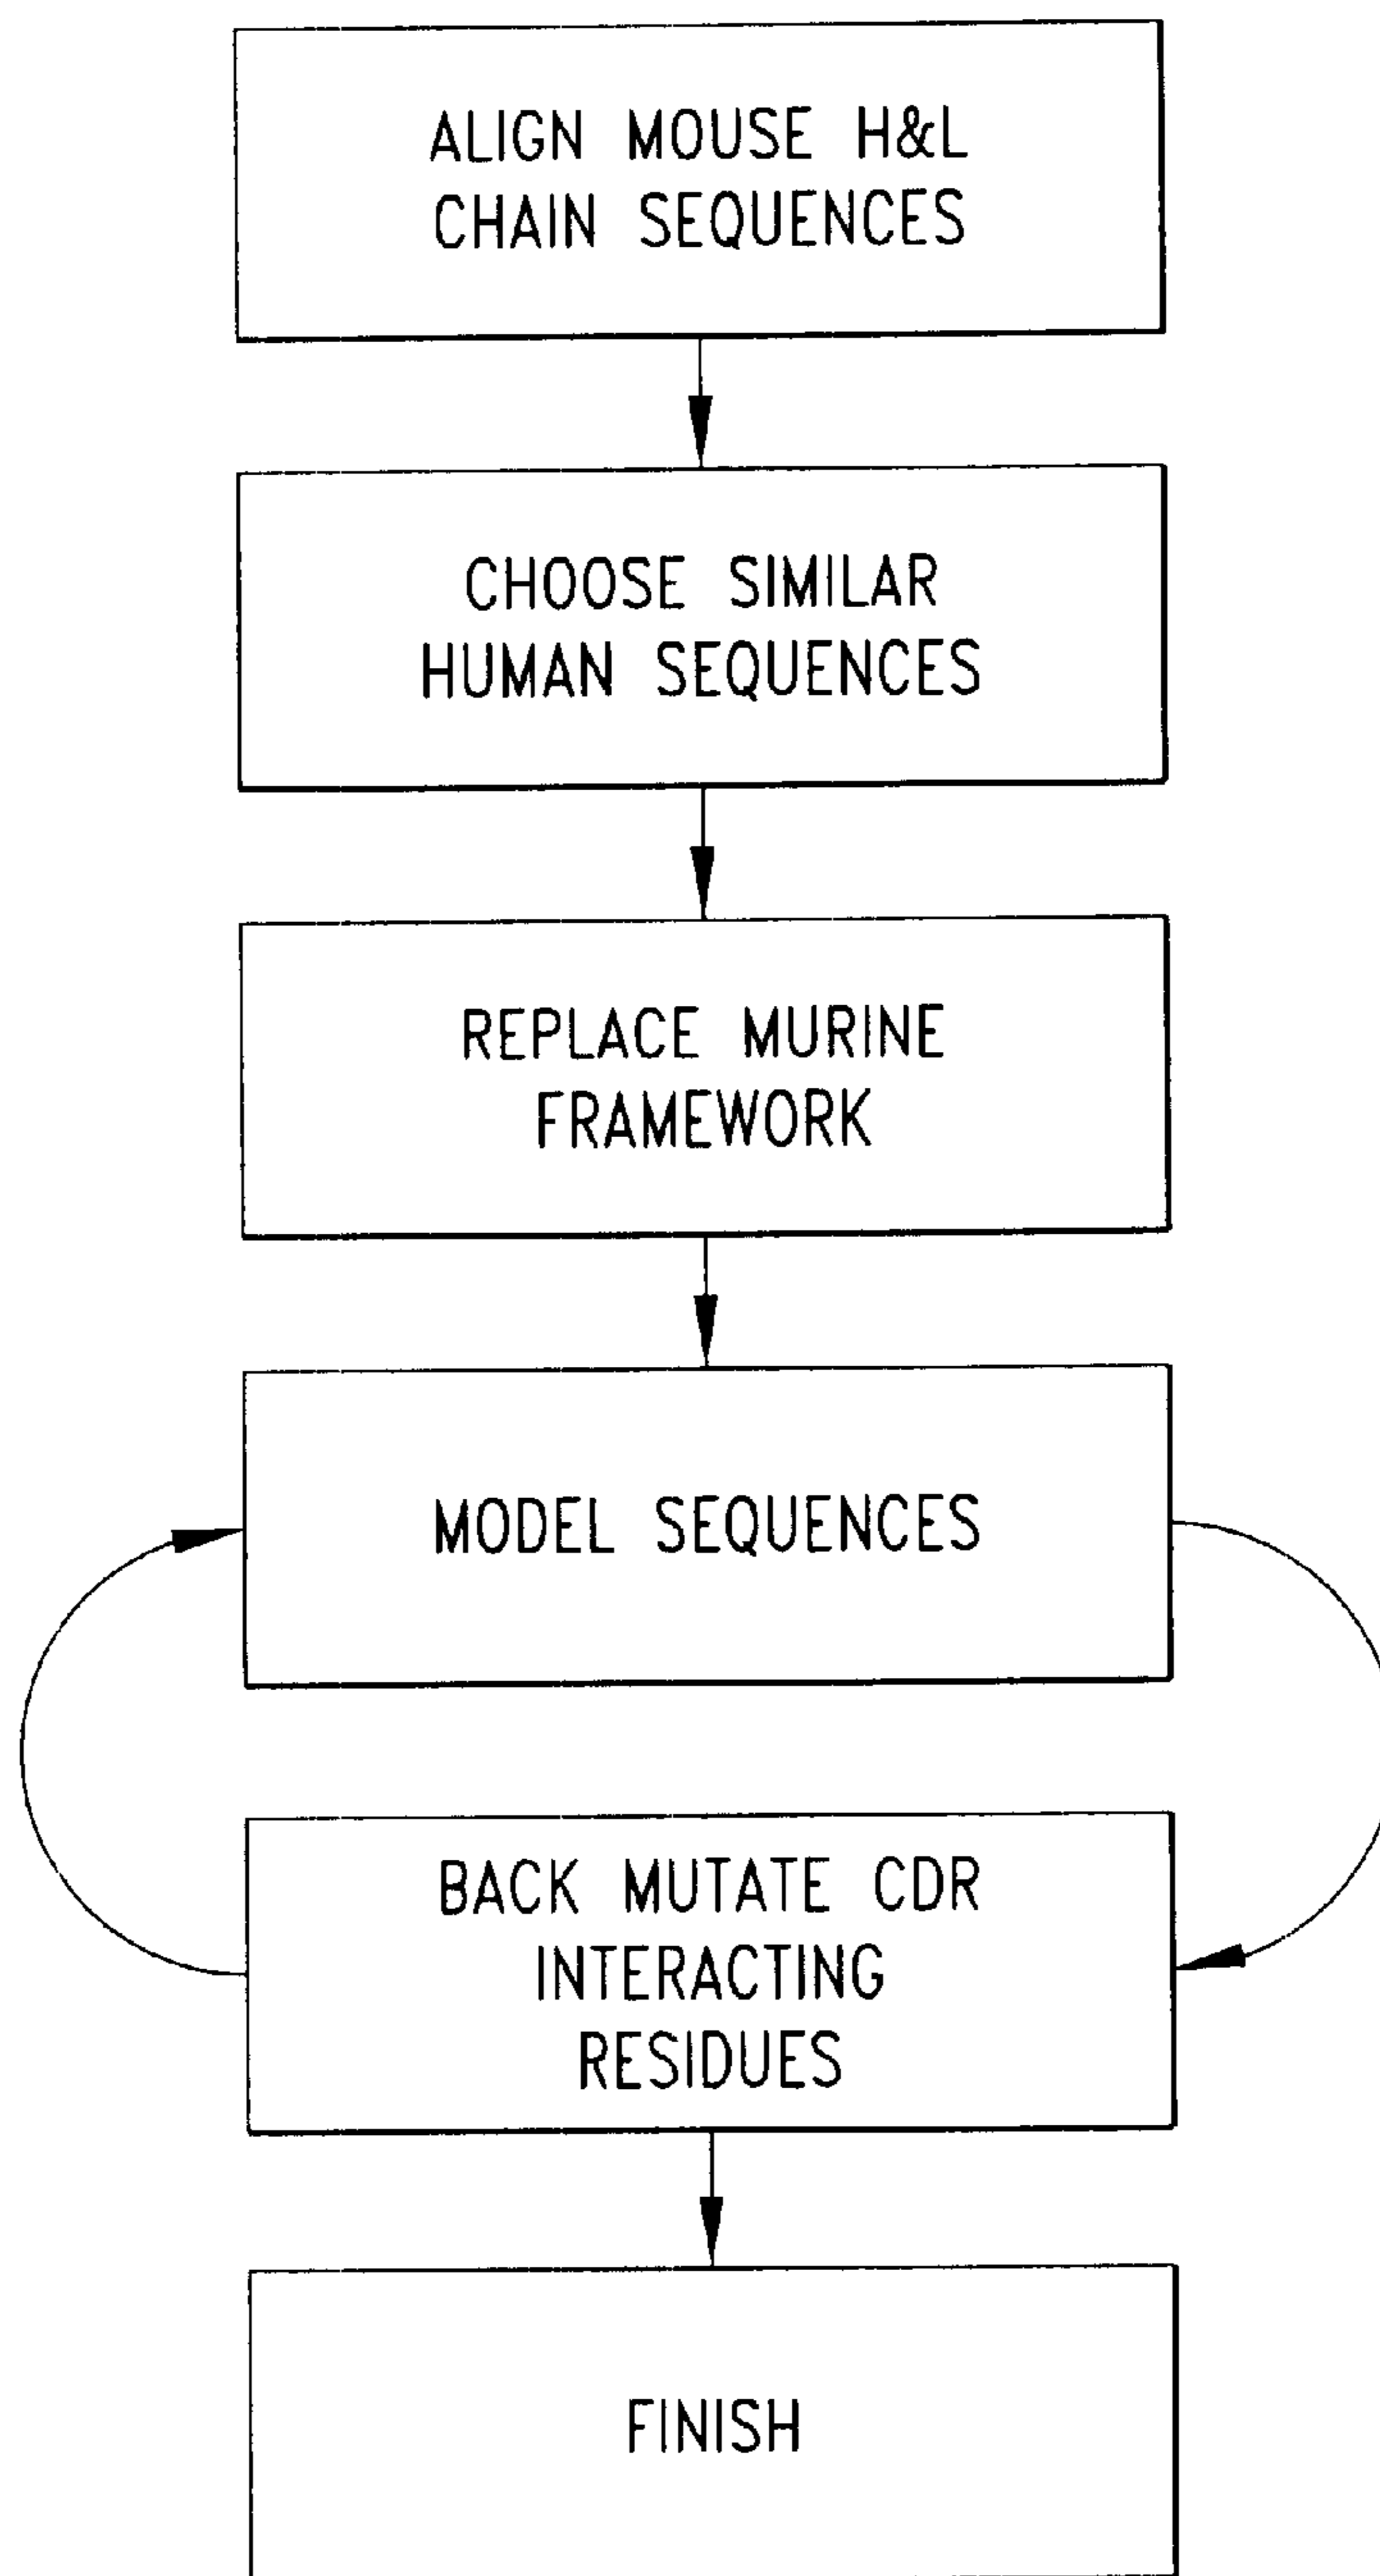 ALIGN MOUSE H&L
CHAIN SEQUENCES
CHOOSE SIMILAR
HUMAN SEQUENCES
REPLACE MURINE
FRAMEWORK
MODEL SEQUENCES
BACK MUTATE CDR
INTERACTING
RESIDUES
FINISH